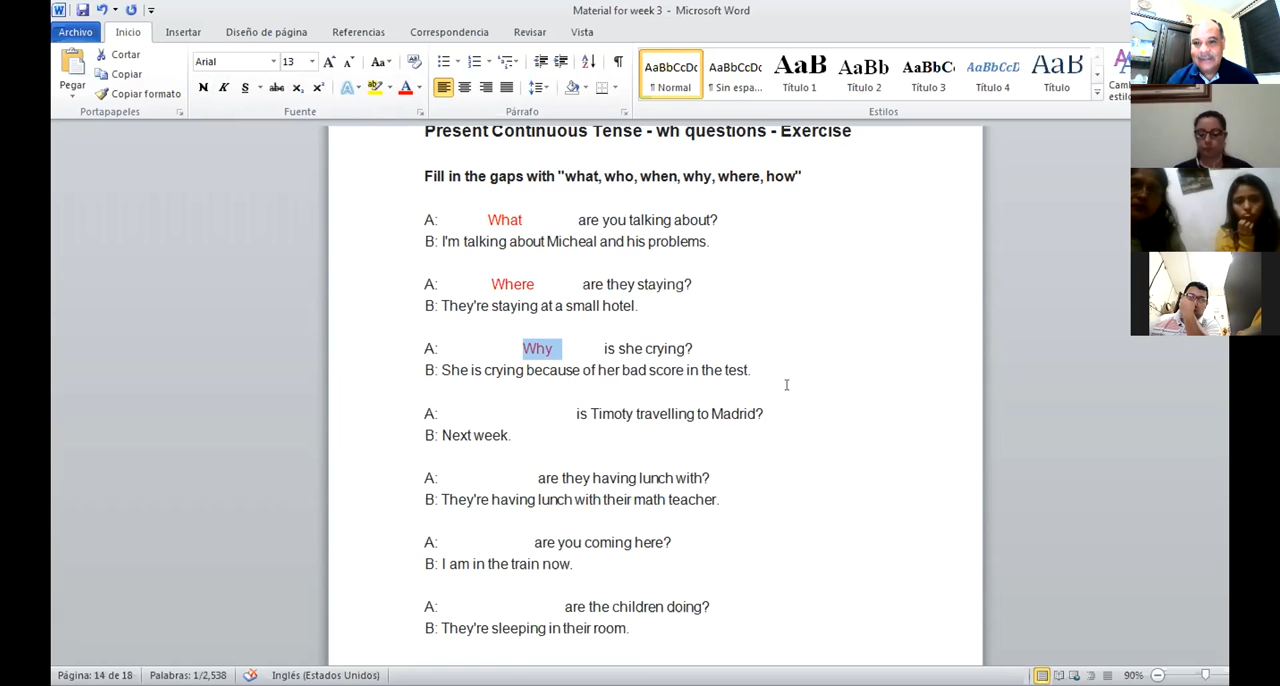 Material for week 3 - Microsoft Word
Archivo Inicio Insertar Diseño de página Referencias Correspondencia Revisar Vista
Cortar
Copiar
Copiar formato
Pegar
Portapapeles
Arial 13
N K S abc x₂ x² A
Fuente
Párrafo
AaBbCcDc AaBbCcDc AaB AaBb AaBbC AaBbCcD AaB
¶ Normal ¶ Sin espa... Título 1 Título 2 Título 3 Título 4 Título
Estilos
Present Continuous Tense - wh questions - Exercise
Fill in the gaps with "what, who, when, why, where, how"
A: What are you talking about?
B: I'm talking about Micheal and his problems.
A: Where are they staying?
B: They're staying at a small hotel.
A: Why is she crying?
B: She is crying because of her bad score in the test.
A: is Timoty travelling to Madrid?
B: Next week.
A: are they having lunch with?
B: They're having lunch with their math teacher.
A: are you coming here?
B: I am in the train now.
A: are the children doing?
B: They're sleeping in their room.
Página: 14 de 18 Palabras: 1/2,538 Inglés (Estados Unidos) 90%